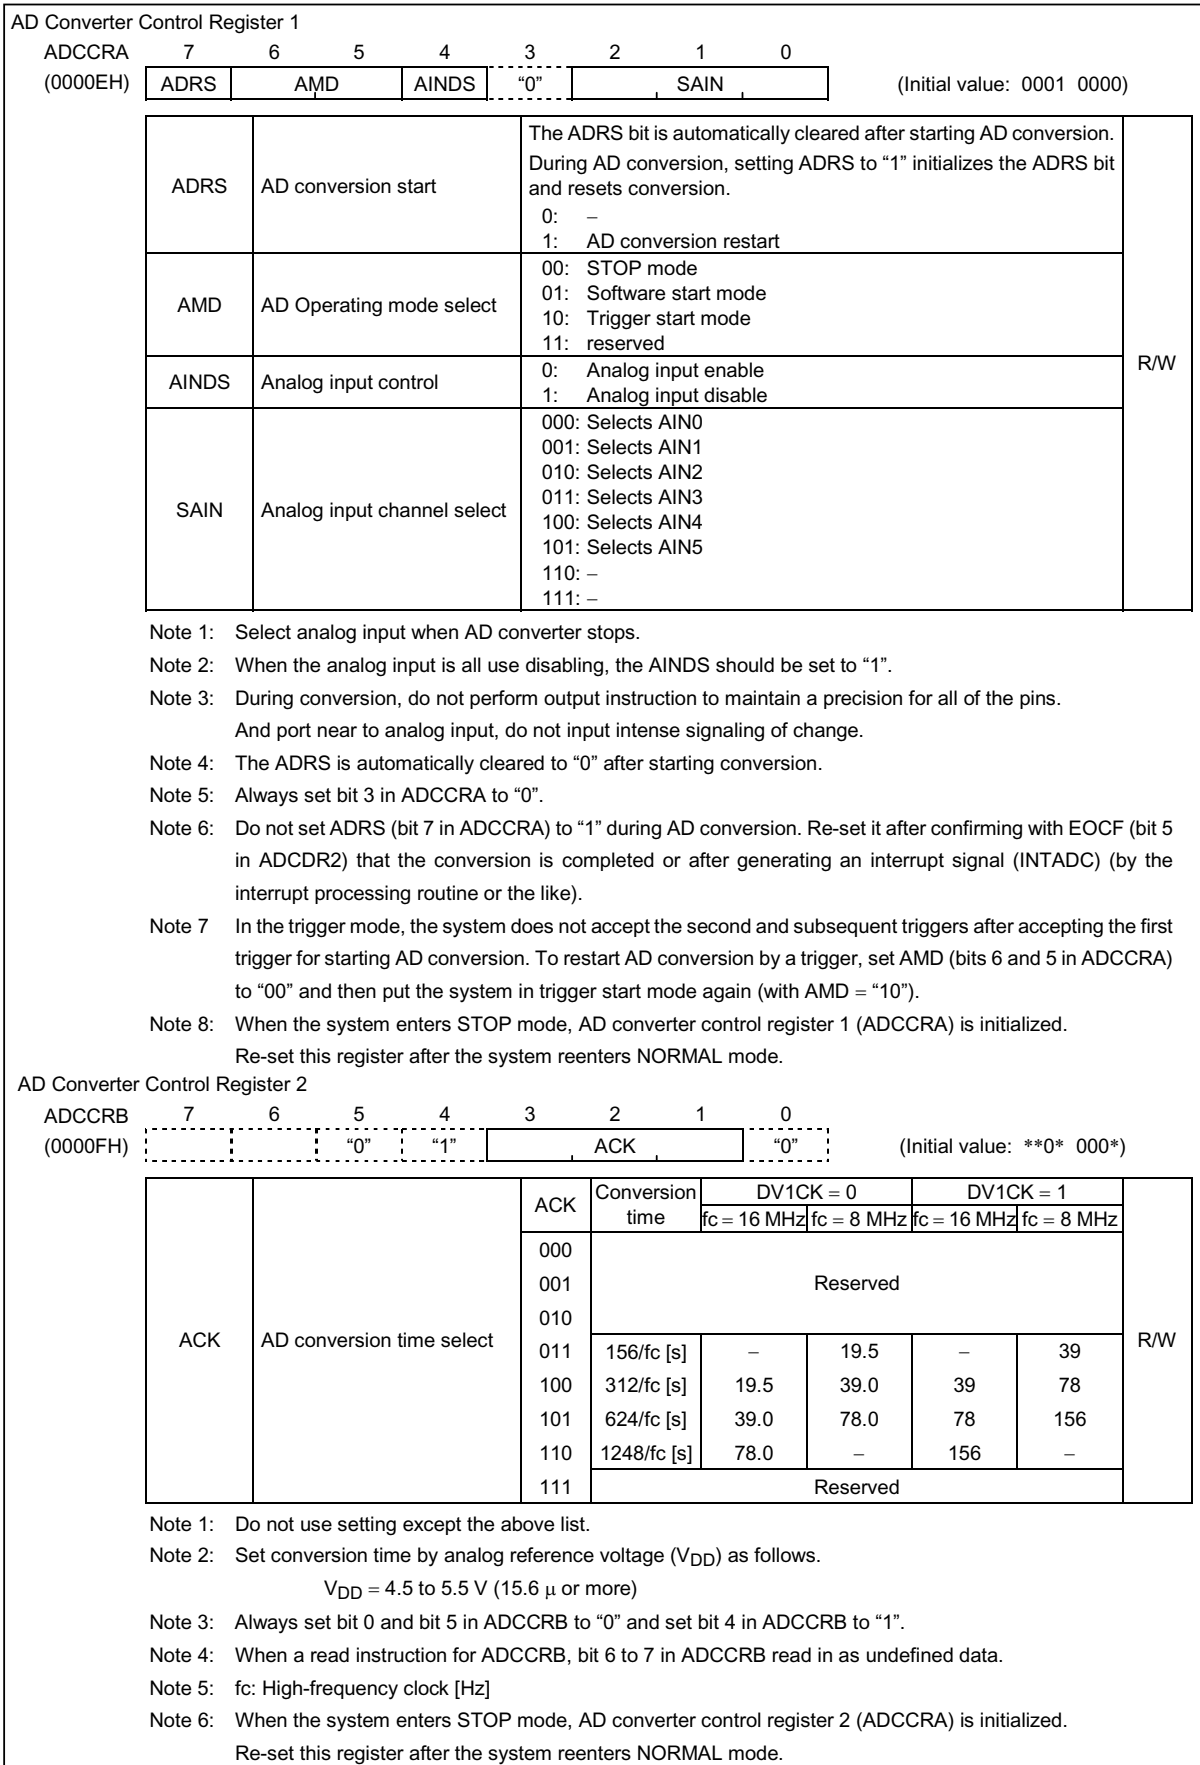 AD Converter Control Register 1
ADCCRA 7 6 5 4 3 2 1 0
(0000EH) ADRS AMD AINDS “0” SAIN (Initial value: 0001 0000)
ADRS AD conversion start The ADRS bit is automatically cleared after starting AD conversion.
During AD conversion, setting ADRS to “1” initializes the ADRS bit
and resets conversion.
0: –
1: AD conversion restart
AMD AD Operating mode select 00: STOP mode
01: Software start mode
10: Trigger start mode
11: reserved
R/W
AINDS Analog input control 0: Analog input enable
1: Analog input disable
SAIN Analog input channel select 000: Selects AIN0
001: Selects AIN1
010: Selects AIN2
011: Selects AIN3
100: Selects AIN4
101: Selects AIN5
110: –
111: –
Note 1: Select analog input when AD converter stops.
Note 2: When the analog input is all use disabling, the AINDS should be set to “1”.
Note 3: During conversion, do not perform output instruction to maintain a precision for all of the pins.
And port near to analog input, do not input intense signaling of change.
Note 4: The ADRS is automatically cleared to “0” after starting conversion.
Note 5: Always set bit 3 in ADCCRA to “0”.
Note 6: Do not set ADRS (bit 7 in ADCCRA) to “1” during AD conversion. Re-set it after confirming with EOCF (bit 5
in ADCDR2) that the conversion is completed or after generating an interrupt signal (INTADC) (by the
interrupt processing routine or the like).
Note 7 In the trigger mode, the system does not accept the second and subsequent triggers after accepting the first
trigger for starting AD conversion. To restart AD conversion by a trigger, set AMD (bits 6 and 5 in ADCCRA)
to “00” and then put the system in trigger start mode again (with AMD = “10”).
Note 8: When the system enters STOP mode, AD converter control register 1 (ADCCRA) is initialized.
Re-set this register after the system reenters NORMAL mode.
AD Converter Control Register 2
ADCCRB 7 6 5 4 3 2 1 0
(0000FH) “0” “1” ACK “0” (Initial value: **0* 000*)
ACK AD conversion time select ACK Conversion time DV1CK = 0 DV1CK = 1
fc = 16 MHz fc = 8 MHz fc = 16 MHz fc = 8 MHz
000
001 Reserved
010
011 156/fc [s] – 19.5 – 39
R/W
100 312/fc [s] 19.5 39.0 39 78
101 624/fc [s] 39.0 78.0 78 156
110 1248/fc [s] 78.0 – 156 –
111 Reserved
Note 1: Do not use setting except the above list.
Note 2: Set conversion time by analog reference voltage (VDD) as follows.
VDD = 4.5 to 5.5 V (15.6 μ or more)
Note 3: Always set bit 0 and bit 5 in ADCCRB to “0” and set bit 4 in ADCCRB to “1”.
Note 4: When a read instruction for ADCCRB, bit 6 to 7 in ADCCRB read in as undefined data.
Note 5: fc: High-frequency clock [Hz]
Note 6: When the system enters STOP mode, AD converter control register 2 (ADCCRA) is initialized.
Re-set this register after the system reenters NORMAL mode.